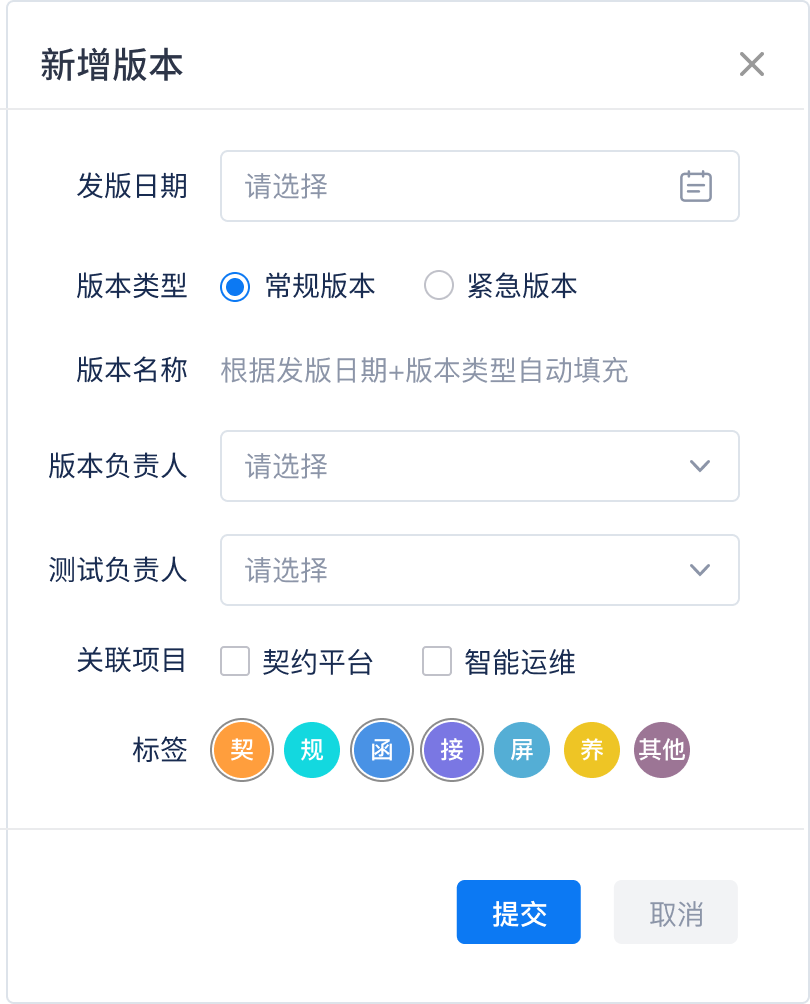 新增版本
发版日期 请选择
版本类型 常规版本 紧急版本
版本名称 根据发版日期+版本类型自动填充
版本负责人 请选择
测试负责人 请选择
关联项目 契约平台 智能运维
标签 契 规 函 接 屏 养 其他
提交 取消